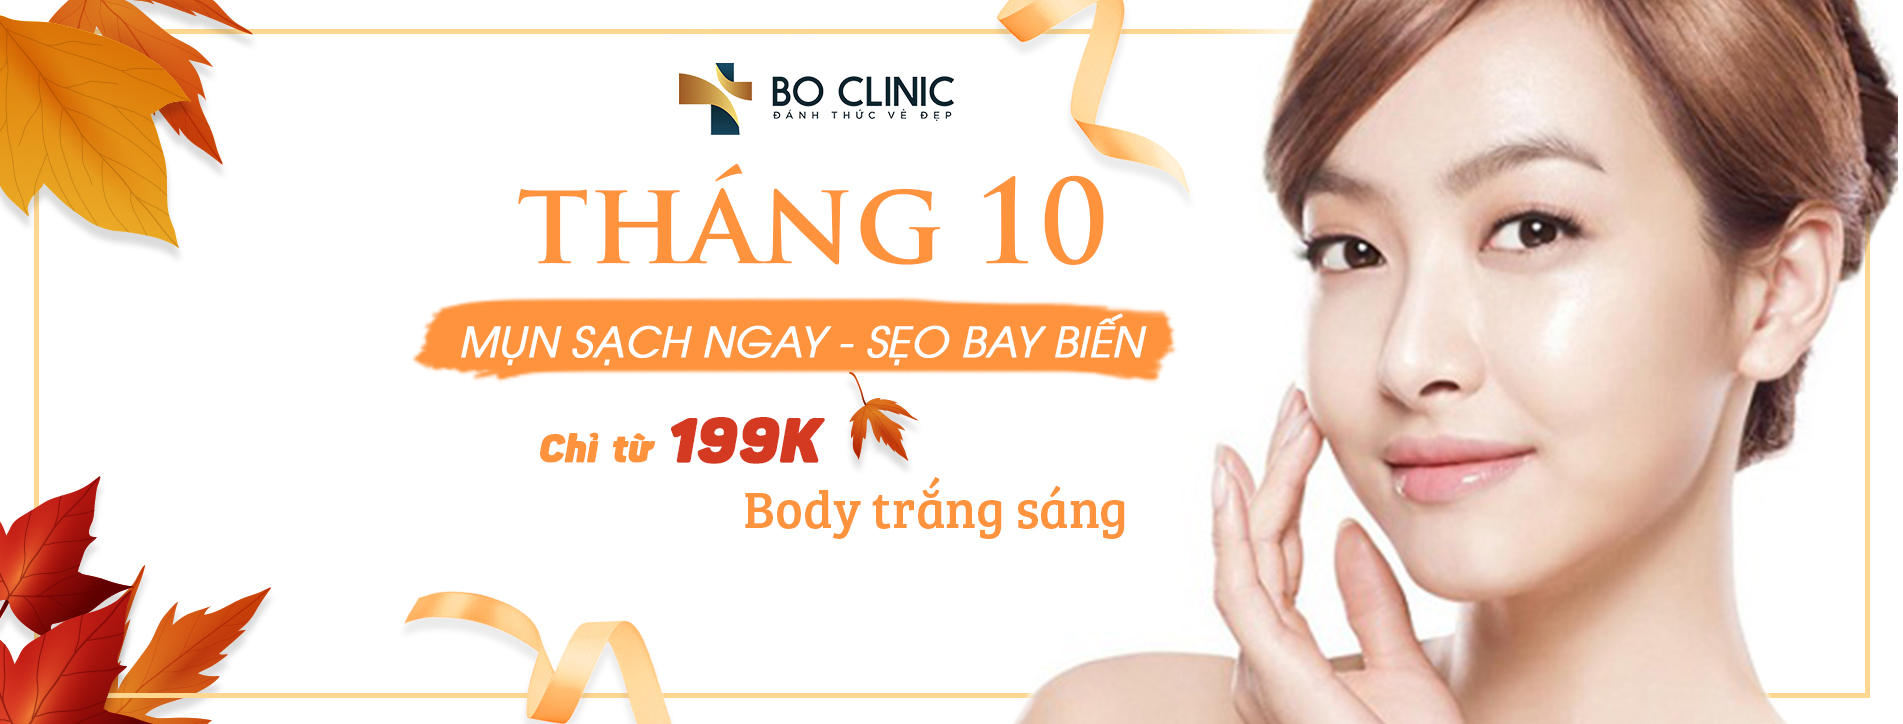 BO CLINIC
ĐÁNH THỨC VẺ ĐẸP
THÁNG 10
MỤN SẠCH NGAY - SẸO BAY BIẾN
Chỉ từ 199K
Body trắng sáng